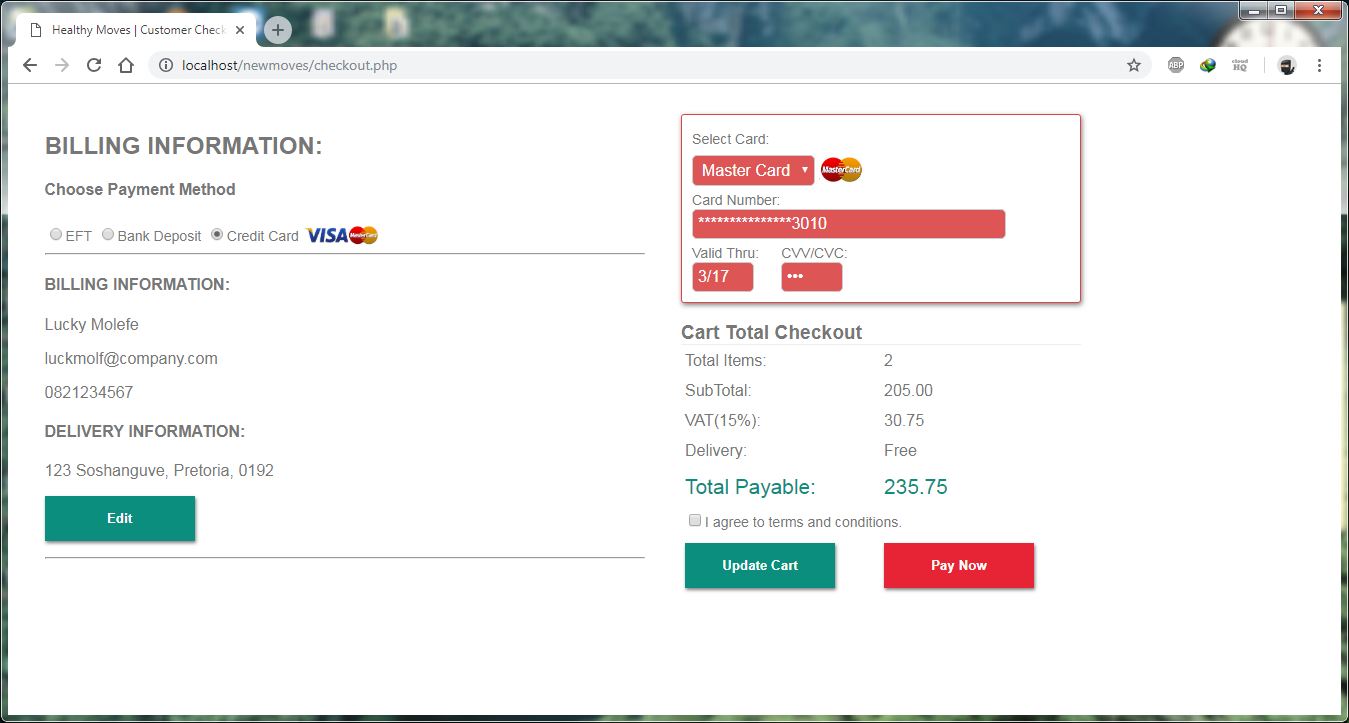 Healthy Moves | Customer Check
localhost/newmoves/checkout.php
ABP
cloud
HQ
BILLING INFORMATION:
Choose Payment Method
EFT Bank Deposit Credit Card VISA MasterCard
BILLING INFORMATION:
Lucky Molefe
luckmolf@company.com
0821234567
DELIVERY INFORMATION:
123 Soshanguve, Pretoria, 0192
Edit
Select Card:
Master Card MasterCard
Card Number:
***************3010
Valid Thru: CVV/CVC:
3/17 •••
Cart Total Checkout
Total Items: 2
SubTotal: 205.00
VAT(15%): 30.75
Delivery: Free
Total Payable: 235.75
I agree to terms and conditions.
Update Cart Pay Now